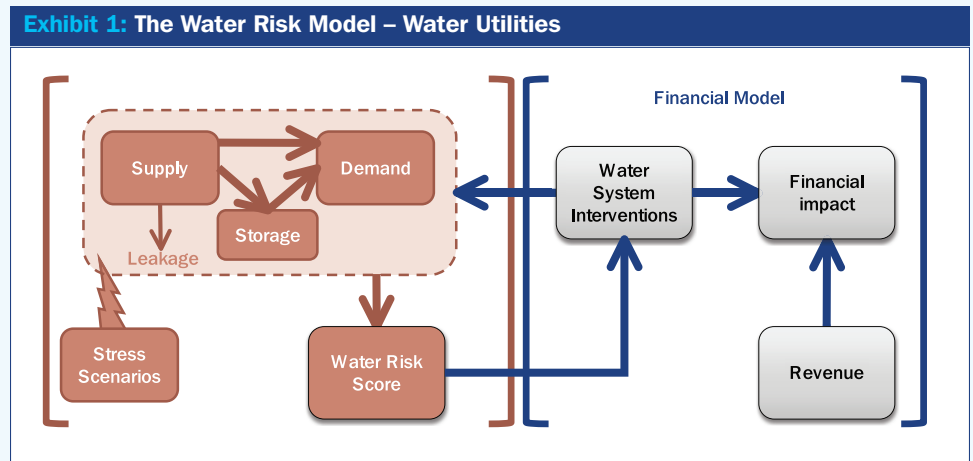 Exhibit 1: The Water Risk Model – Water Utilities
Financial Model
Supply
Demand
Storage
Leakage
Water
System
Interventions
Financial
impact
Stress
Scenarios
Water Risk
Score
Revenue